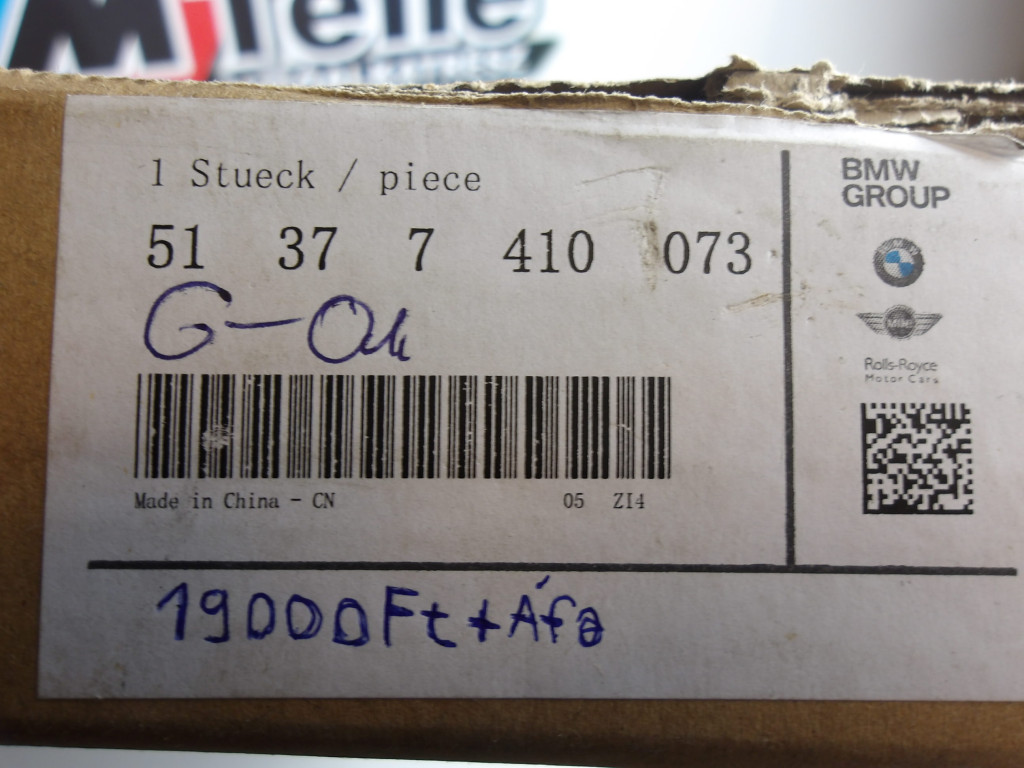 1 Stueck / piece
51 37 7 410 073
Made in China - CN 05 ZI4
19000Ft+Áfa
BMW
GROUP
Rolls-Royce
Motor Cars